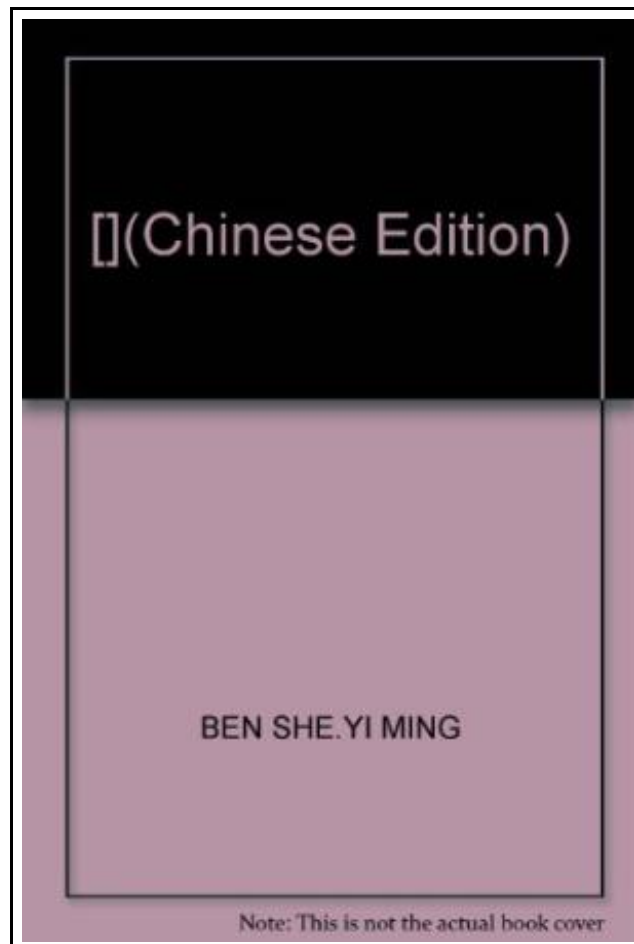 [](Chinese Edition)
BEN SHE.YI MING
Note: This is not the actual book cover